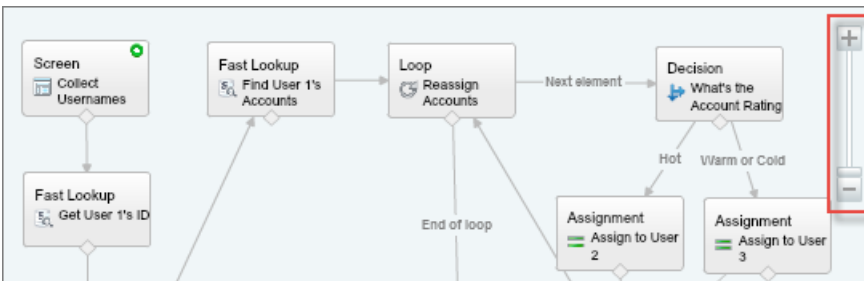 Screen
Collect
Usernames
Fast Lookup
Find User 1's
Accounts
Loop
Reassign
Accounts
Next element
Decision
What's the
Account Rating
Hot
Warm or Cold
Fast Lookup
Get User 1's ID
End of loop
Assignment
Assign to User
2
Assignment
Assign to User
3